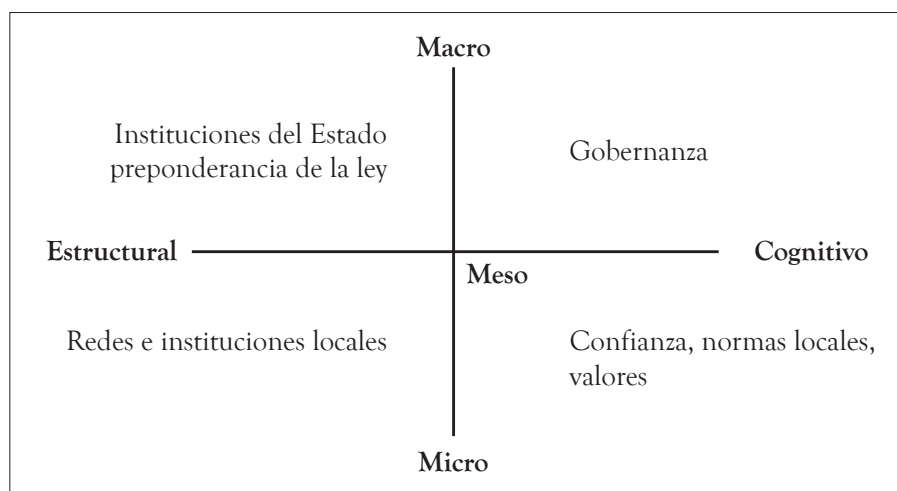 Macro
Instituciones del Estado
preponderancia de la ley
Gobernanza
Estructural
Cognitivo
Meso
Redes e instituciones locales
Confianza, normas locales,
valores
Micro